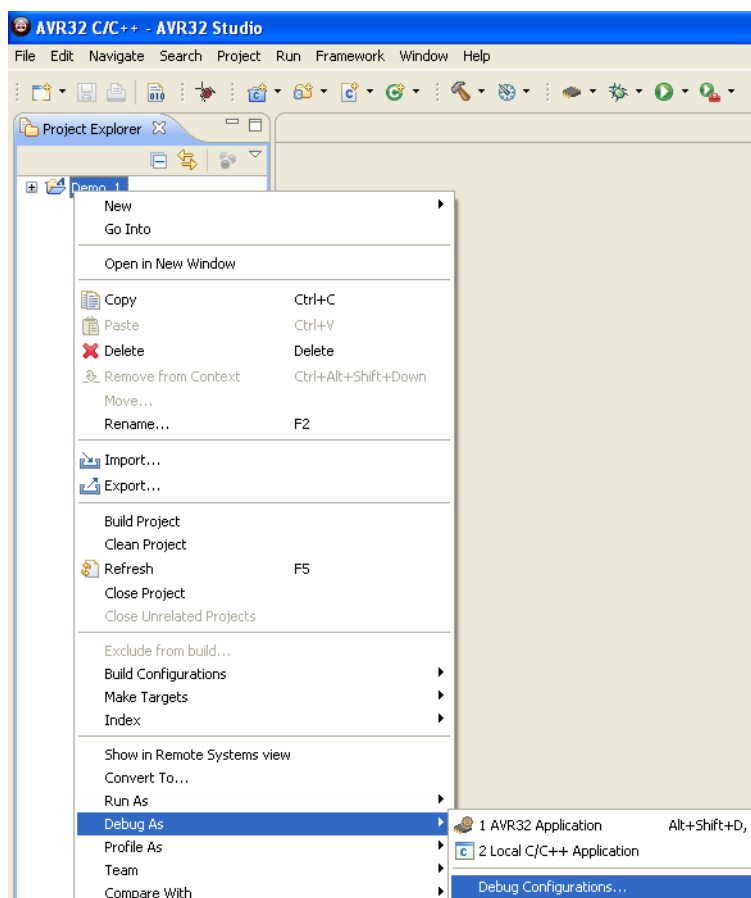 AVR32 C/C++ - AVR32 Studio
File Edit Navigate Search Project Run Framework Window Help
Project Explorer
Demo_1
New
Go Into
Open in New Window
Copy Ctrl+C
Paste Ctrl+V
Delete Delete
Remove from Context Ctrl+Alt+Shift+Down
Move...
Rename... F2
Import...
Export...
Build Project
Clean Project
Refresh F5
Close Project
Close Unrelated Projects
Exclude from build...
Build Configurations
Make Targets
Index
Show in Remote Systems view
Convert To...
Run As
Debug As
1 AVR32 Application Alt+Shift+D,
Profile As
2 Local C/C++ Application
Team
Compare With
Debug Configurations...